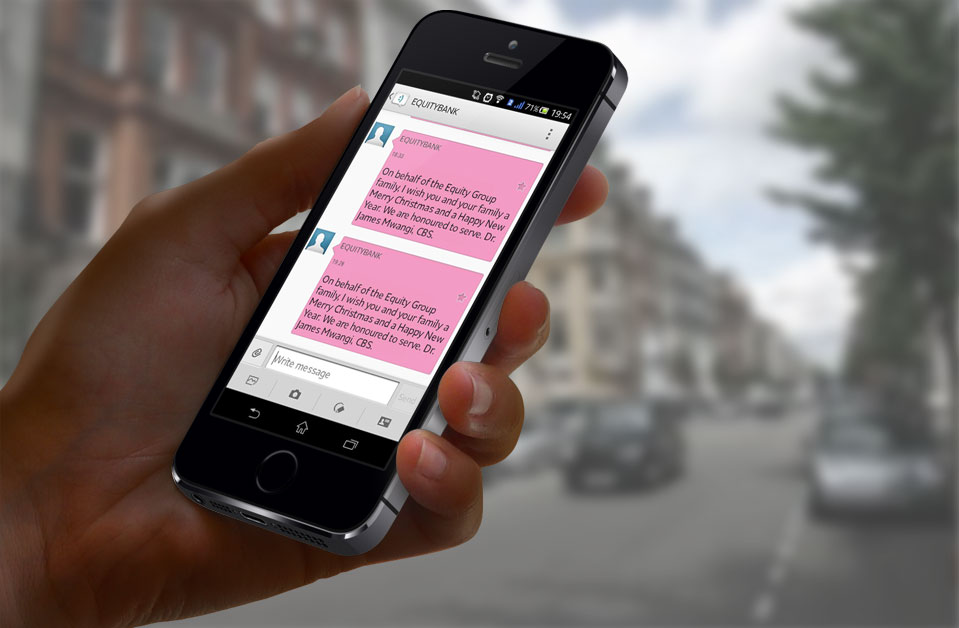 71% 19:54
EQUITYBANK
EQUITYBANK
18:33
On behalf of the Equity Group
family, I wish you and your family a
Merry Christmas and a Happy New
Year. We are honoured to serve. Dr.
James Mwangi, CBS.
EQUITYBANK
On behalf of the Equity Group
family, I wish you and your family a
Merry Christmas and a Happy New
Year. We are honoured to serve. Dr.
James Mwangi, CBS.
Write message
Send